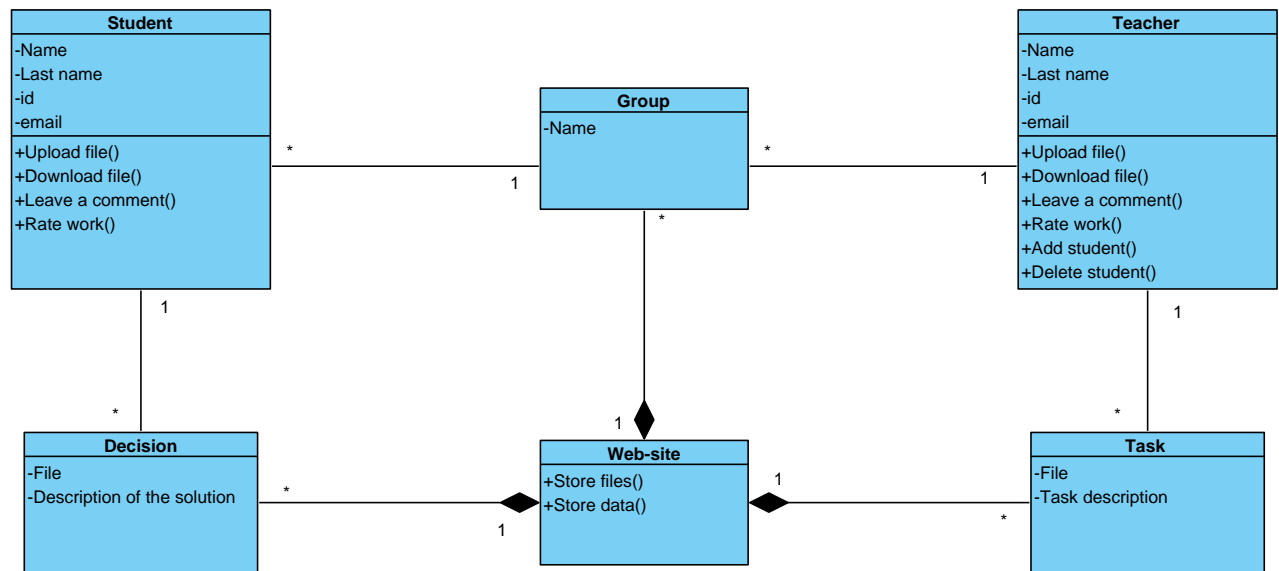 Student
-Name
-Last name
-id
-email
+Upload file()
+Download file()
+Leave a comment()
+Rate work()
*
1
Group
-Name
*
1
Teacher
-Name
-Last name
-id
-email
+Upload file()
+Download file()
+Leave a comment()
+Rate work()
+Add student()
+Delete student()
*
1
1
*
1
*
1
*
Decision
-File
-Description of the solution
*
1
Web-site
+Store files()
+Store data()
1
*
Task
-File
-Task description